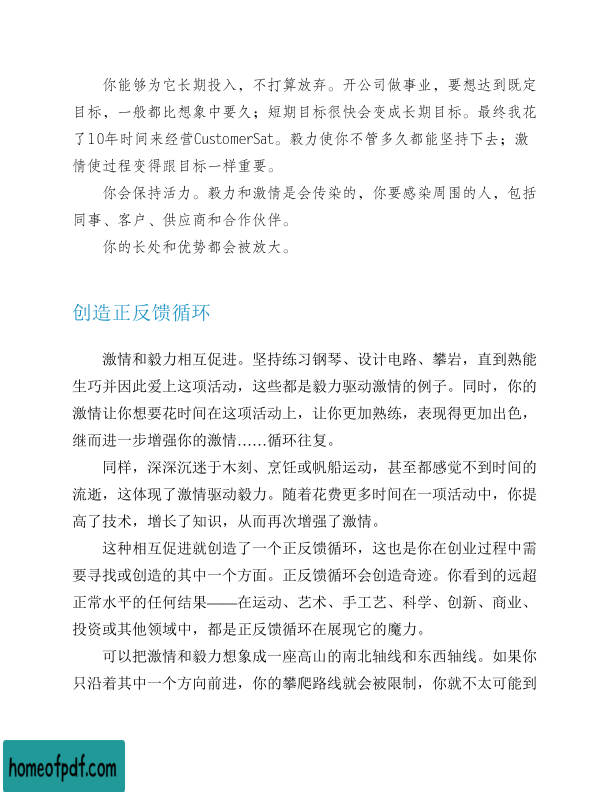 你能够为它长期投入，不打算放弃。开公司做事业，要想达到既定
目标，一般都比想象中要久；短期目标很快会变成长期目标。最终我花
了10年时间来经营CustomerSat。毅力使你不管多久都能坚持下去；激
情使过程变得跟目标一样重要。
你会保持活力。毅力和激情是会传染的，你要感染周围的人，包括
同事、客户、供应商和合作伙伴。
你的长处和优势都会被放大。
创造正反馈循环
激情和毅力相互促进。坚持练习钢琴、设计电路、攀岩，直到熟能
生巧并因此爱上这项活动，这些都是毅力驱动激情的例子。同时，你的
激情让你想要花时间在这项活动上，让你更加熟练，表现得更加出色，
继而进一步增强你的激情……循环往复。
同样，深深沉迷于木刻、烹饪或帆船运动，甚至都感觉不到时间的
流逝，这体现了激情驱动毅力。随着花费更多时间在一项活动中，你提
高了技术，增长了知识，从而再次增强了激情。
这种相互促进就创造了一个正反馈循环，这也是你在创业过程中需
要寻找或创造的其中一个方面。正反馈循环会创造奇迹。你看到的远超
正常水平的任何结果——在运动、艺术、手工艺、科学、创新、商业、
投资或其他领域中，都是正反馈循环在展现它的魔力。
可以把激情和毅力想象成一座高山的南北轴线和东西轴线。如果你
只沿着其中一个方向前进，你的攀爬路线就会被限制，你就不太可能到
homeofpdf.com